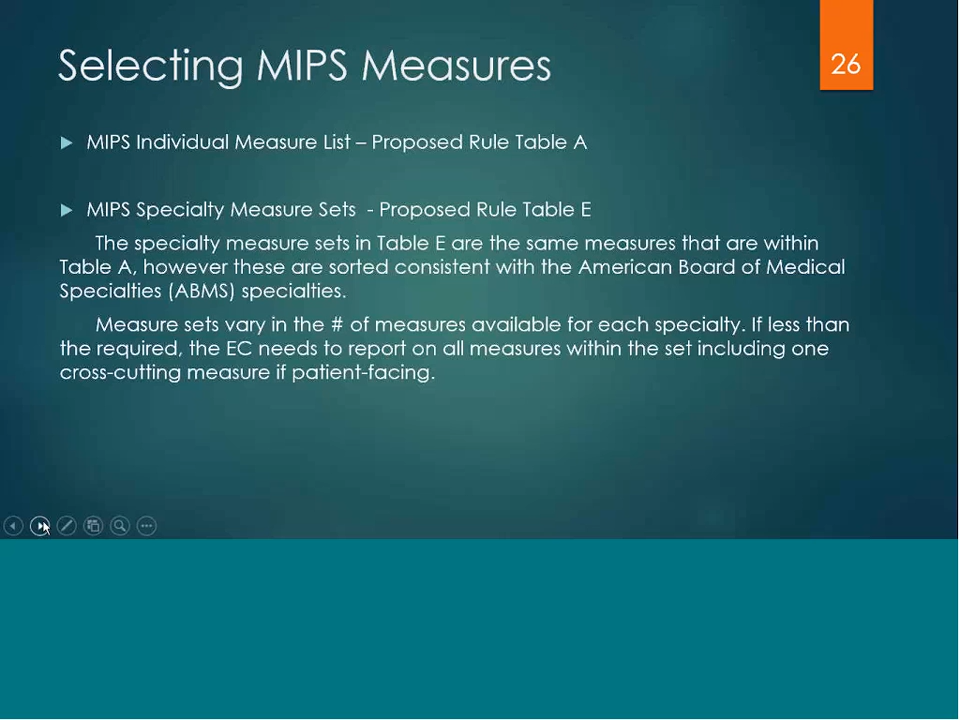 Selecting MIPS Measures
26
MIPS Individual Measure List – Proposed Rule Table A
MIPS Specialty Measure Sets - Proposed Rule Table E
The specialty measure sets in Table E are the same measures that are within
Table A, however these are sorted consistent with the American Board of Medical
Specialties (ABMS) specialties.
Measure sets vary in the # of measures available for each specialty. If less than
the required, the EC needs to report on all measures within the set including one
cross-cutting measure if patient-facing.